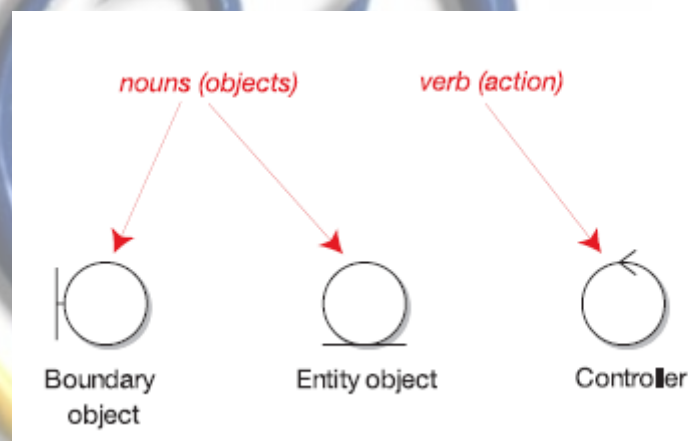 nouns (objects)
verb (action)
Boundary
object
Entity object
Controller